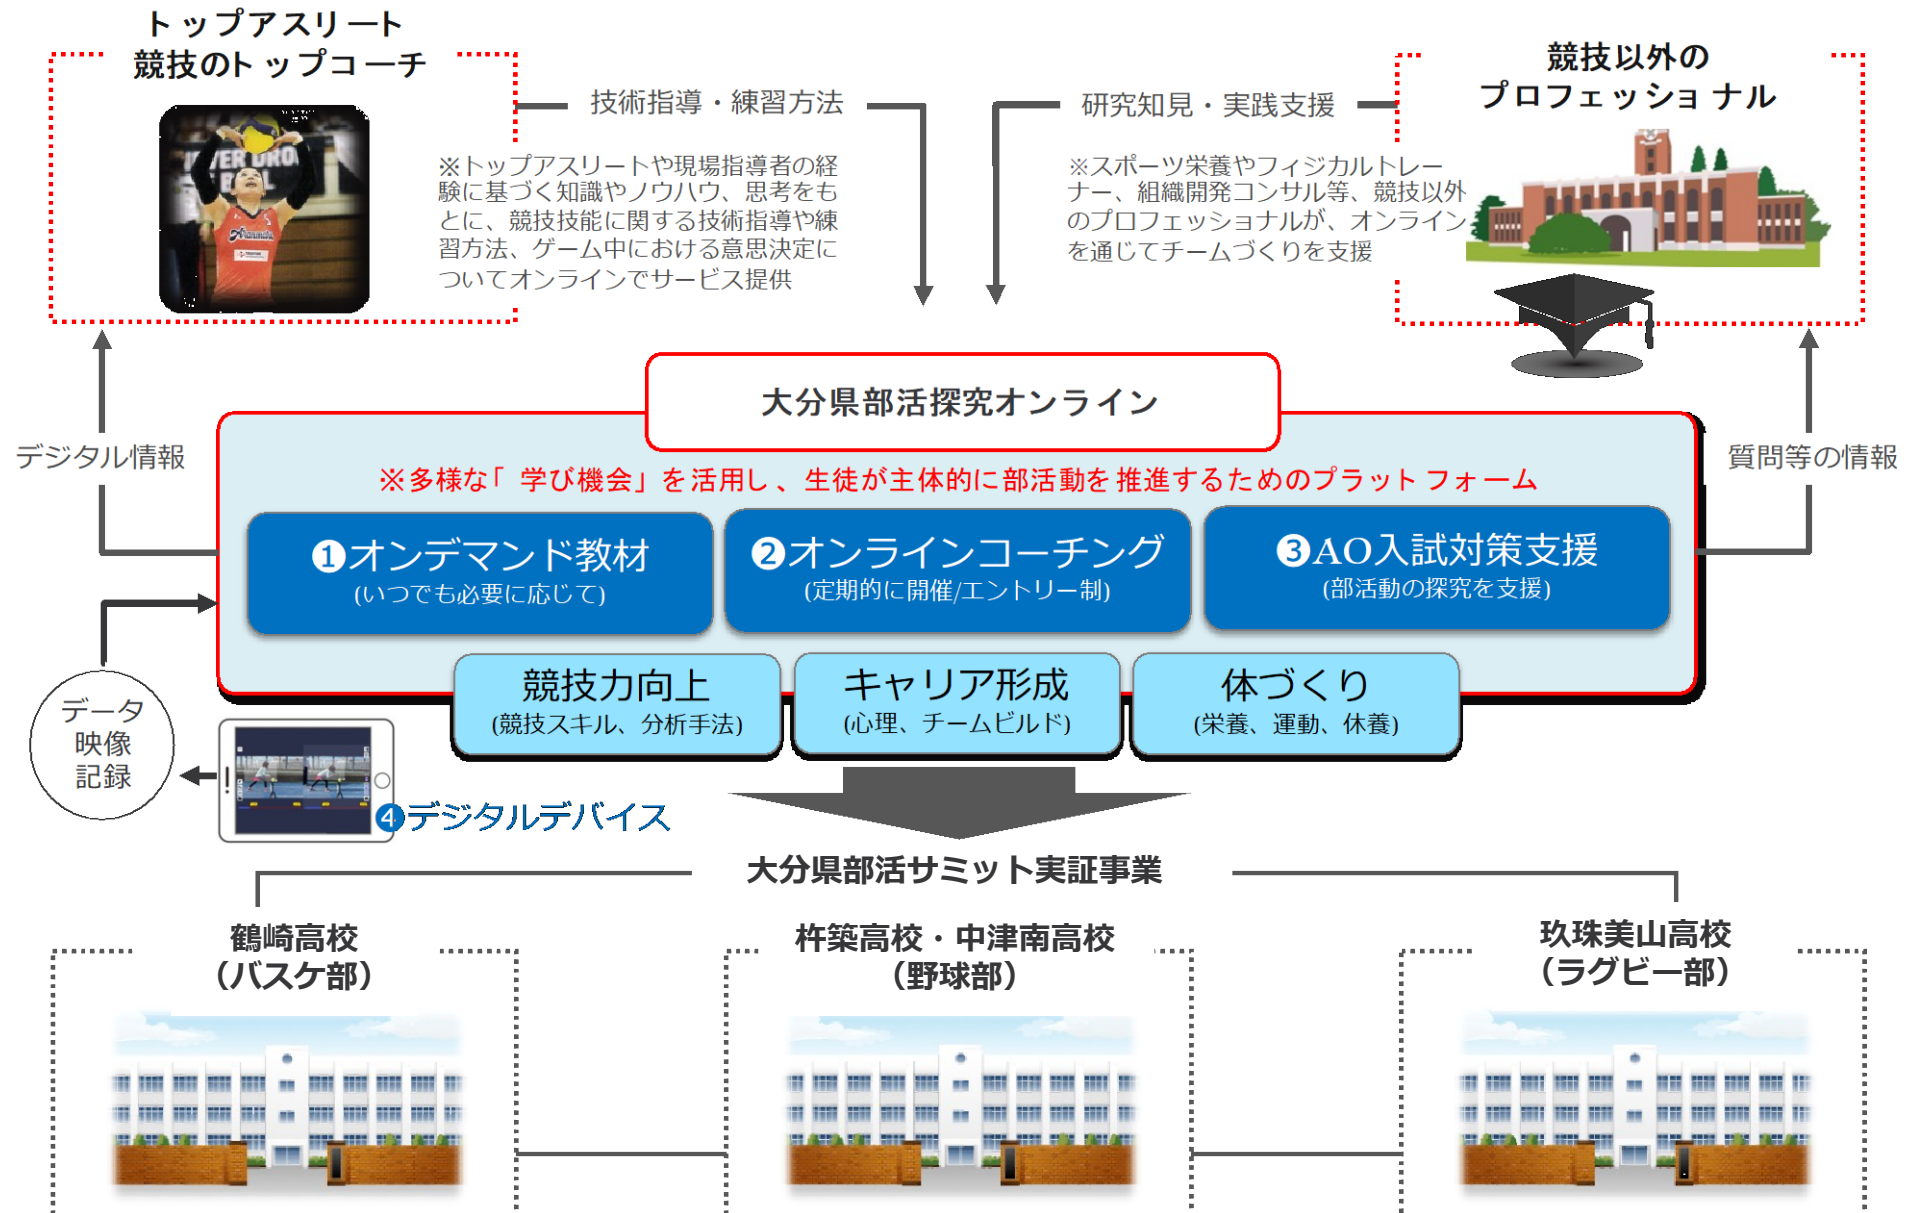 トップアスリート
競技のトップコーチ
競技以外の
プロフェッショナル
技術指導・練習方法
研究知見・実践支援
※トップアスリートや現場指導者の経
験に基づく知識やノウハウ、思考をも
とに、競技技能に関する技術指導や練
習方法、ゲーム中における意思決定に
ついてオンラインでサービス提供
※スポーツ栄養やフィジカルトレー
ナー、組織開発コンサル等、競技以外
のプロフェッショナルが、オンライン
を通じてチームづくりを支援
大分県部活探究オンライン
デジタル情報
質問等の情報
※多様な「学び機会」を活用し、生徒が主体的に部活動を推進するためのプラットフォーム
❶オンデマンド教材
(いつでも必要に応じて)
❷オンラインコーチング
(定期的に開催/エントリー制)
❸AO入試対策支援
(部活動の探究を支援)
競技力向上
(競技スキル、分析手法)
キャリア形成
(心理、チームビルド)
体づくり
(栄養、運動、休養)
データ
映像
記録
❹デジタルデバイス
大分県部活サミット実証事業
鶴崎高校
（バスケ部）
杵築高校・中津南高校
（野球部）
玖珠美山高校
（ラグビー部）